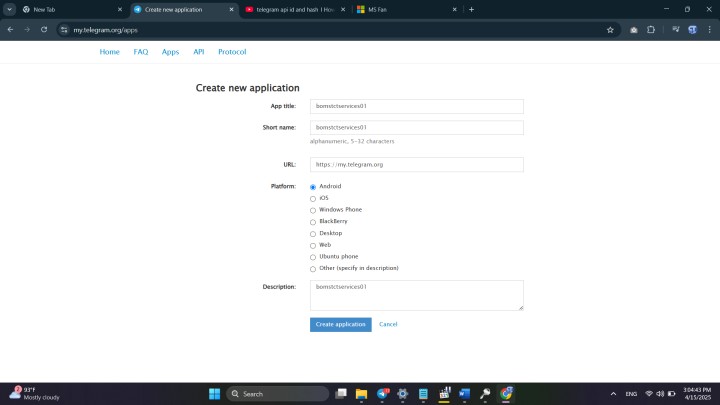 New Tab
Create new application
telegram api id and hash I How
MS Fan
my.telegram.org/apps
Home FAQ Apps API Protocol
Create new application
App title: bomstctservices01
Short name: bomstctservices01
alphanumeric, 5-32 characters
URL: https://my.telegram.org
Platform: Android
iOS
Windows Phone
BlackBerry
Desktop
Web
Ubuntu phone
Other (specify in description)
Description: bomstctservices01
Create application Cancel
93°F
Mostly cloudy
Search
ENG
3:04:43 PM
4/15/2025